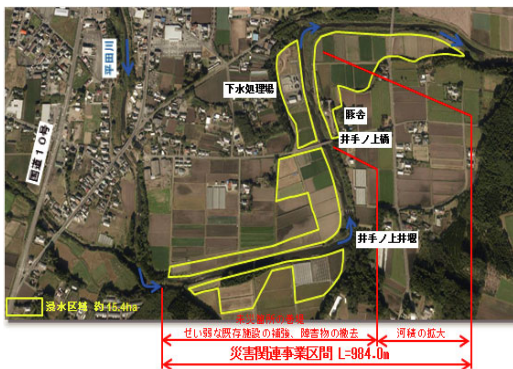 平田川
国道10号
下水処理場
豚舎
井手ノ上橋
井手ノ上井堰
浸水区域 約15.4ha
ぜい弱な既存施設の補強、障害物の撤去
河積の拡大
災害関連事業区間 L=984.0m